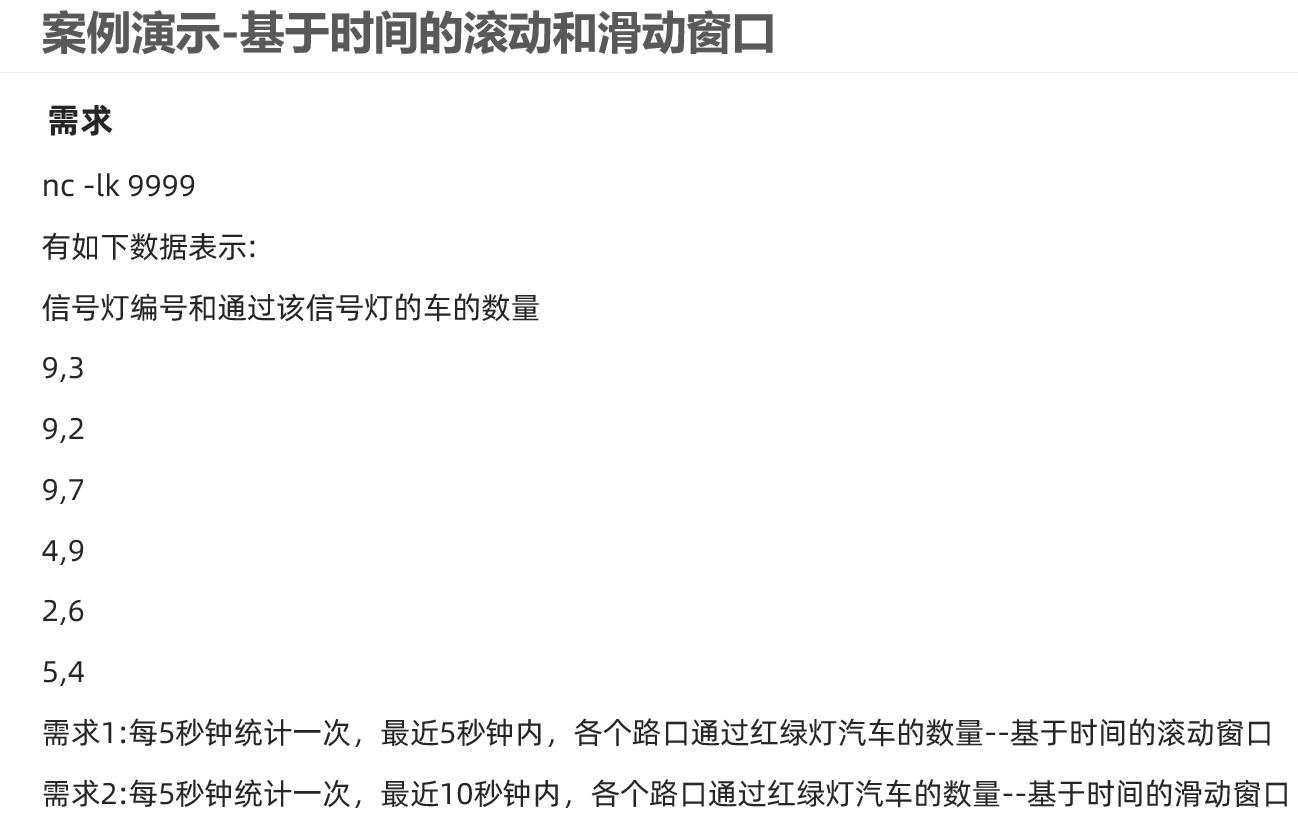 案例演示-基于时间的滚动和滑动窗口
需求
nc -lk 9999
有如下数据表示:
信号灯编号和通过该信号灯的车的数量
9,3
9,2
9,7
4,9
2,6
5,4
需求1:每5秒钟统计一次，最近5秒钟内，各个路口通过红绿灯汽车的数量--基于时间的滚动窗口
需求2:每5秒钟统计一次，最近10秒钟内，各个路口通过红绿灯汽车的数量--基于时间的滑动窗口